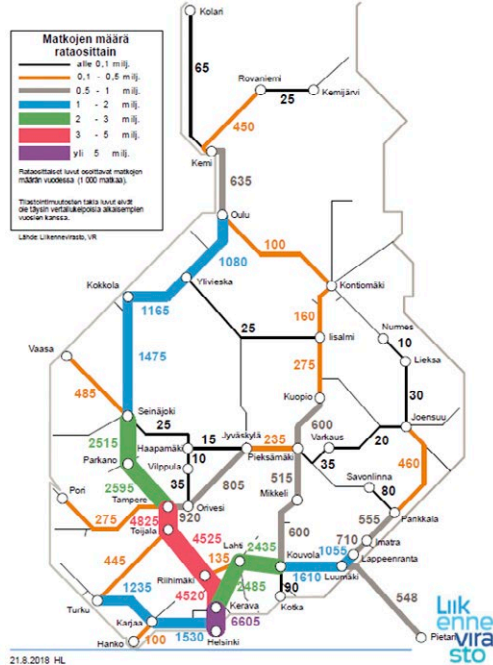 Kolari
Matkojen määrä
rataosittain
alle 0,1 milj.
0,1 - 0,5 milj.
0.5 - 1 milj.
1 - 2 milj.
2 - 3 milj.
3 - 5 milj.
yli 5 milj.
Rataosittaiset luvut osoittavat matkojen
määrän vuodessa (1 000 matkaa).
Tilastointimuutosten takia luvut eivät
ole täysin vertailukelpoisia aikaisempien
vuosien kanssa.
Lähde: Liikennevirasto, VR
65
Rovaniemi
25
Kemijärvi
450
Kemi
635
Oulu
1080
100
Ylivieska
Kokkola
1165
Kontiomäki
160
25
Iisalmi
Nurmes
10
Lieksa
Vaasa
1475
275
485
Kuopio
30
Seinäjoki
25
600
Joensuu
2515
Haapamäki
15
Jyväskylä
235
Varkaus
20
Parkano
10
Pieksämäki
35
460
Vilppula
35
805
515
Savonlinna
2595
Mikkeli
80
Pori
Tampere
Orivesi
920
Parikkala
275
4825
555
Toijala
4525
135
Lahti
2435
600
Imatra
710
445
Kouvola
1055
Lappeenranta
Riihimäki
1610
Luumäki
1235
4520
2485
90
Turku
Kerava
Kotka
548
Karjaa
6605
1530
Hanko
100
Helsinki
Pietari
Liik
enne
vira
sto
21.8.2018 HL